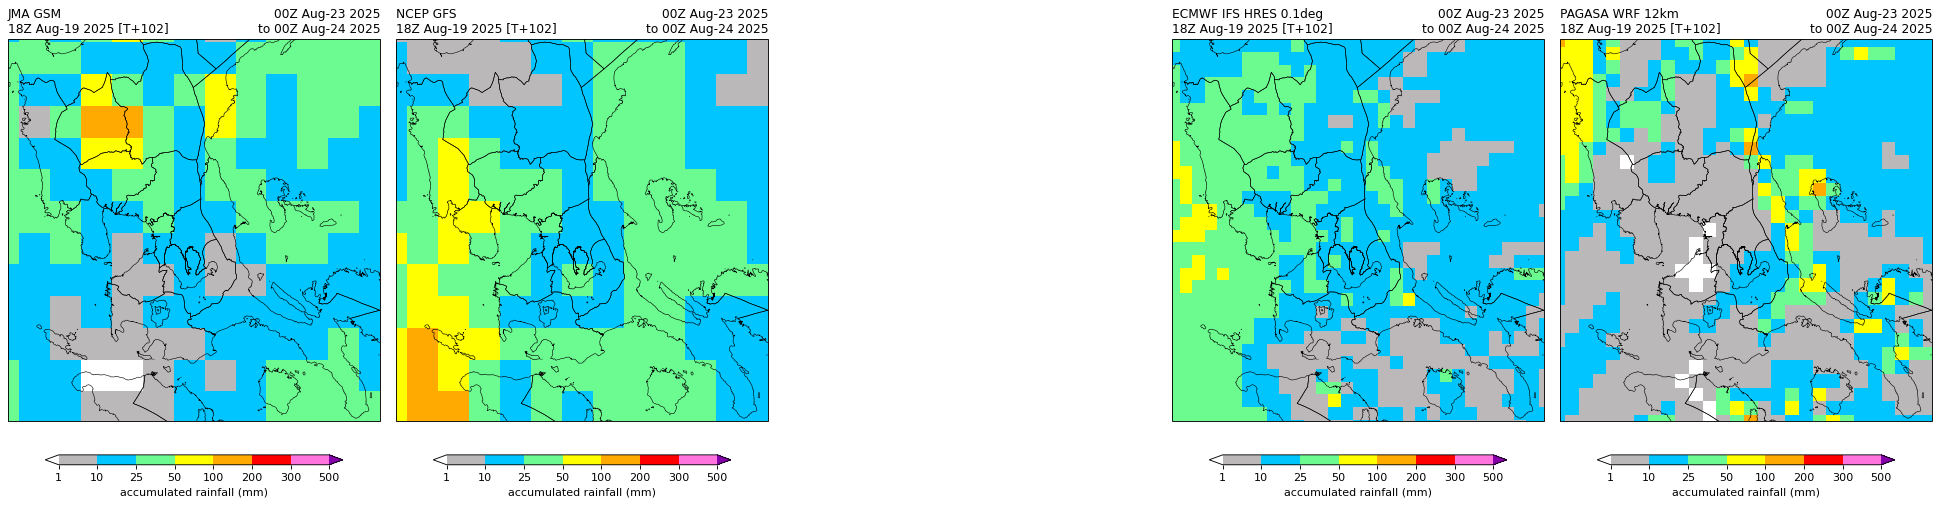 JMA GSM 00Z Aug-23 2025
18Z Aug-19 2025 [T+102] to 00Z Aug-24 2025
1 10 25 50 100 200 300 500
accumulated rainfall (mm)
NCEP GFS 00Z Aug-23 2025
18Z Aug-19 2025 [T+102] to 00Z Aug-24 2025
1 10 25 50 100 200 300 500
accumulated rainfall (mm)
ECMWF IFS HRES 0.1deg 00Z Aug-23 2025
18Z Aug-19 2025 [T+102] to 00Z Aug-24 2025
1 10 25 50 100 200 300 500
accumulated rainfall (mm)
PAGASA WRF 12km 00Z Aug-23 2025
18Z Aug-19 2025 [T+102] to 00Z Aug-24 2025
1 10 25 50 100 200 300 500
accumulated rainfall (mm)